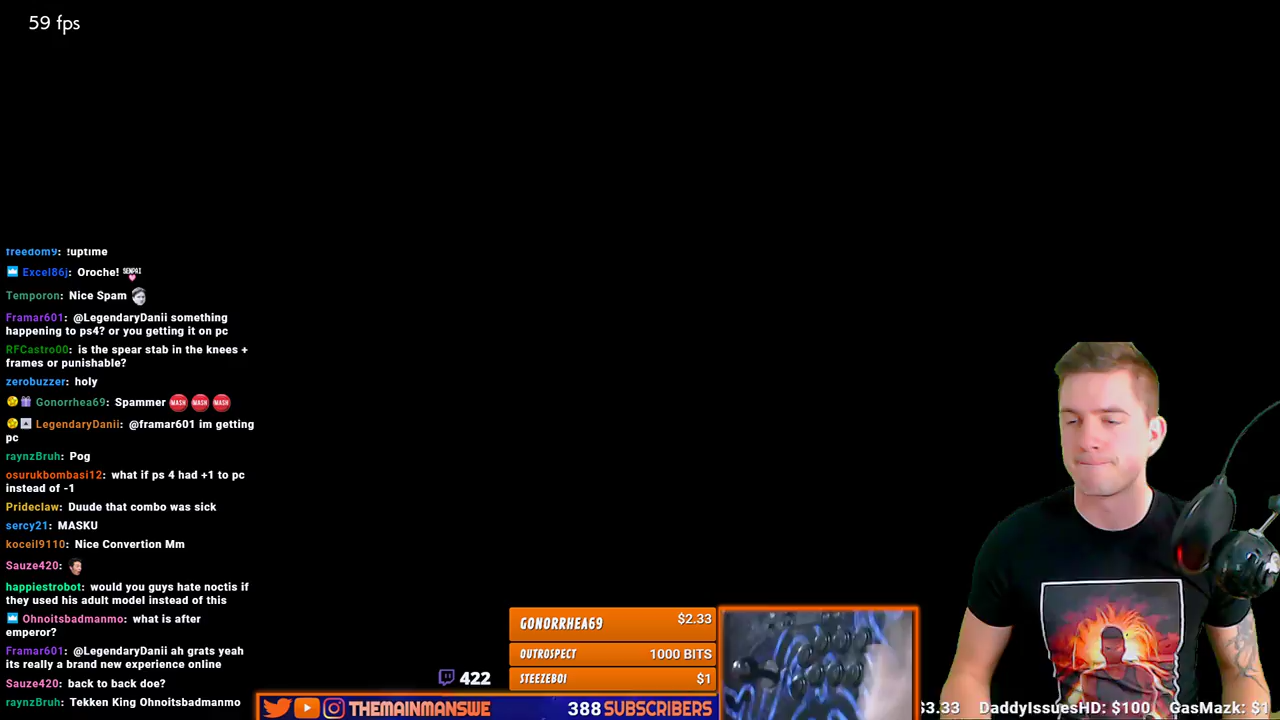 59 fps
freedom9: !uptime
Excel86j: Oroche! SENPAI
Temporon: Nice Spam
Framar601: @LegendaryDanii something
happening to ps4? or you getting it on pc
RFCastro00: is the spear stab in the knees +
frames or punishable?
zerobuzzer: holy
Gonorrhea69: Spammer MASH MASH MASH
LegendaryDanii: @framar601 im getting
pc
raynzBruh: Pog
osurukbombasi12: what if ps 4 had +1 to pc
instead of -1
Prideclaw: Duude that combo was sick
sercy21: MASKU
koceil9110: Nice Convertion Mm
Sauze420:
happiestrobot: would you guys hate noctis if
they used his adult model instead of this
Ohnoitsbadmanmo: what is after
emperor?
Framar601: @LegendaryDanii ah grats yeah
its really a brand new experience online
Sauze420: back to back doe?
raynzBruh: Tekken King Ohnoitsbadmanmo
422
GONORRHEA69 $2.33
OUTROSPECT 1000 BITS
STEEZEBOI $1
THEMAINMANSWE 388 SUBSCRIBERS
$3.33 DaddyIssuesHD: $100 GasMazk: $1